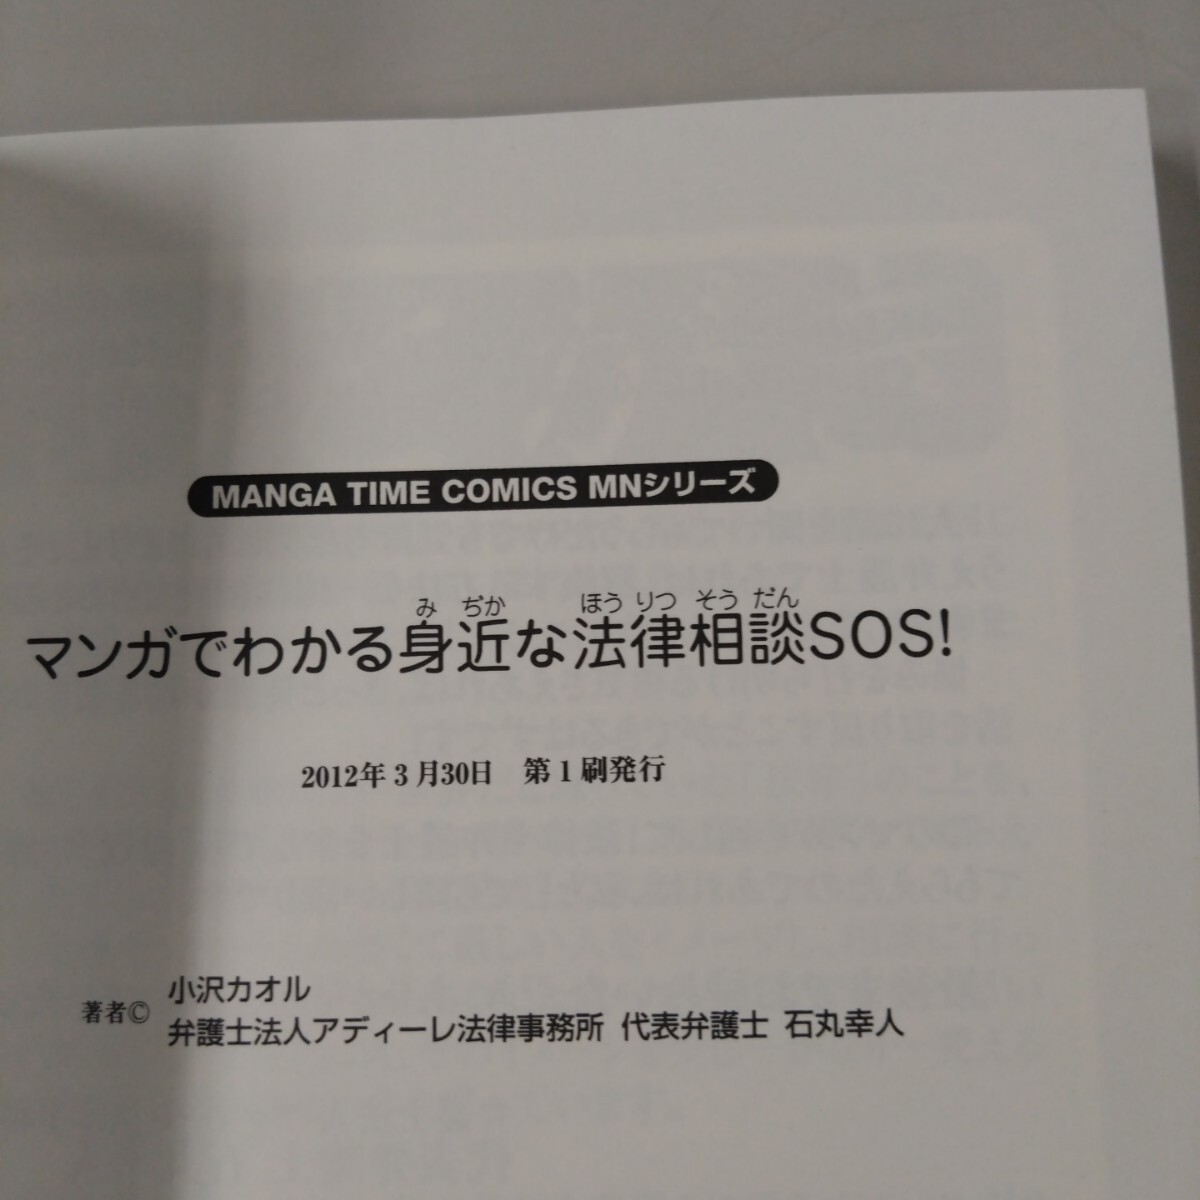 MANGA TIME COMICS MNシリーズ
み ぢか ほう りつ そう だん
マンガでわかる身近な法律相談SOS!
2012年3月30日 第1刷発行
小沢カオル
著者©
弁護士法人アディーレ法律事務所 代表弁護士 石丸幸人